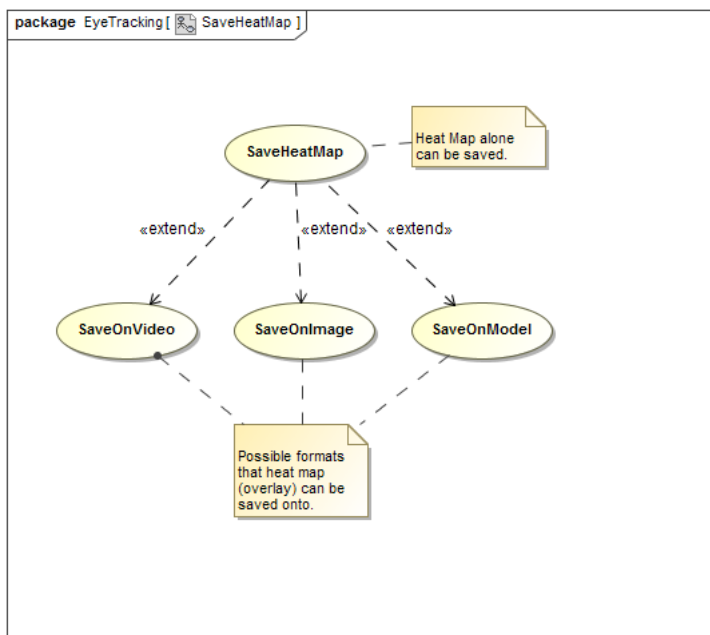 package EyeTracking [ SaveHeatMap ]
SaveHeatMap
Heat Map alone
can be saved.
«extend» «extend» «extend»
SaveOnVideo SaveOnImage SaveOnModel
Possible formats
that heat map
(overlay) can be
saved onto.